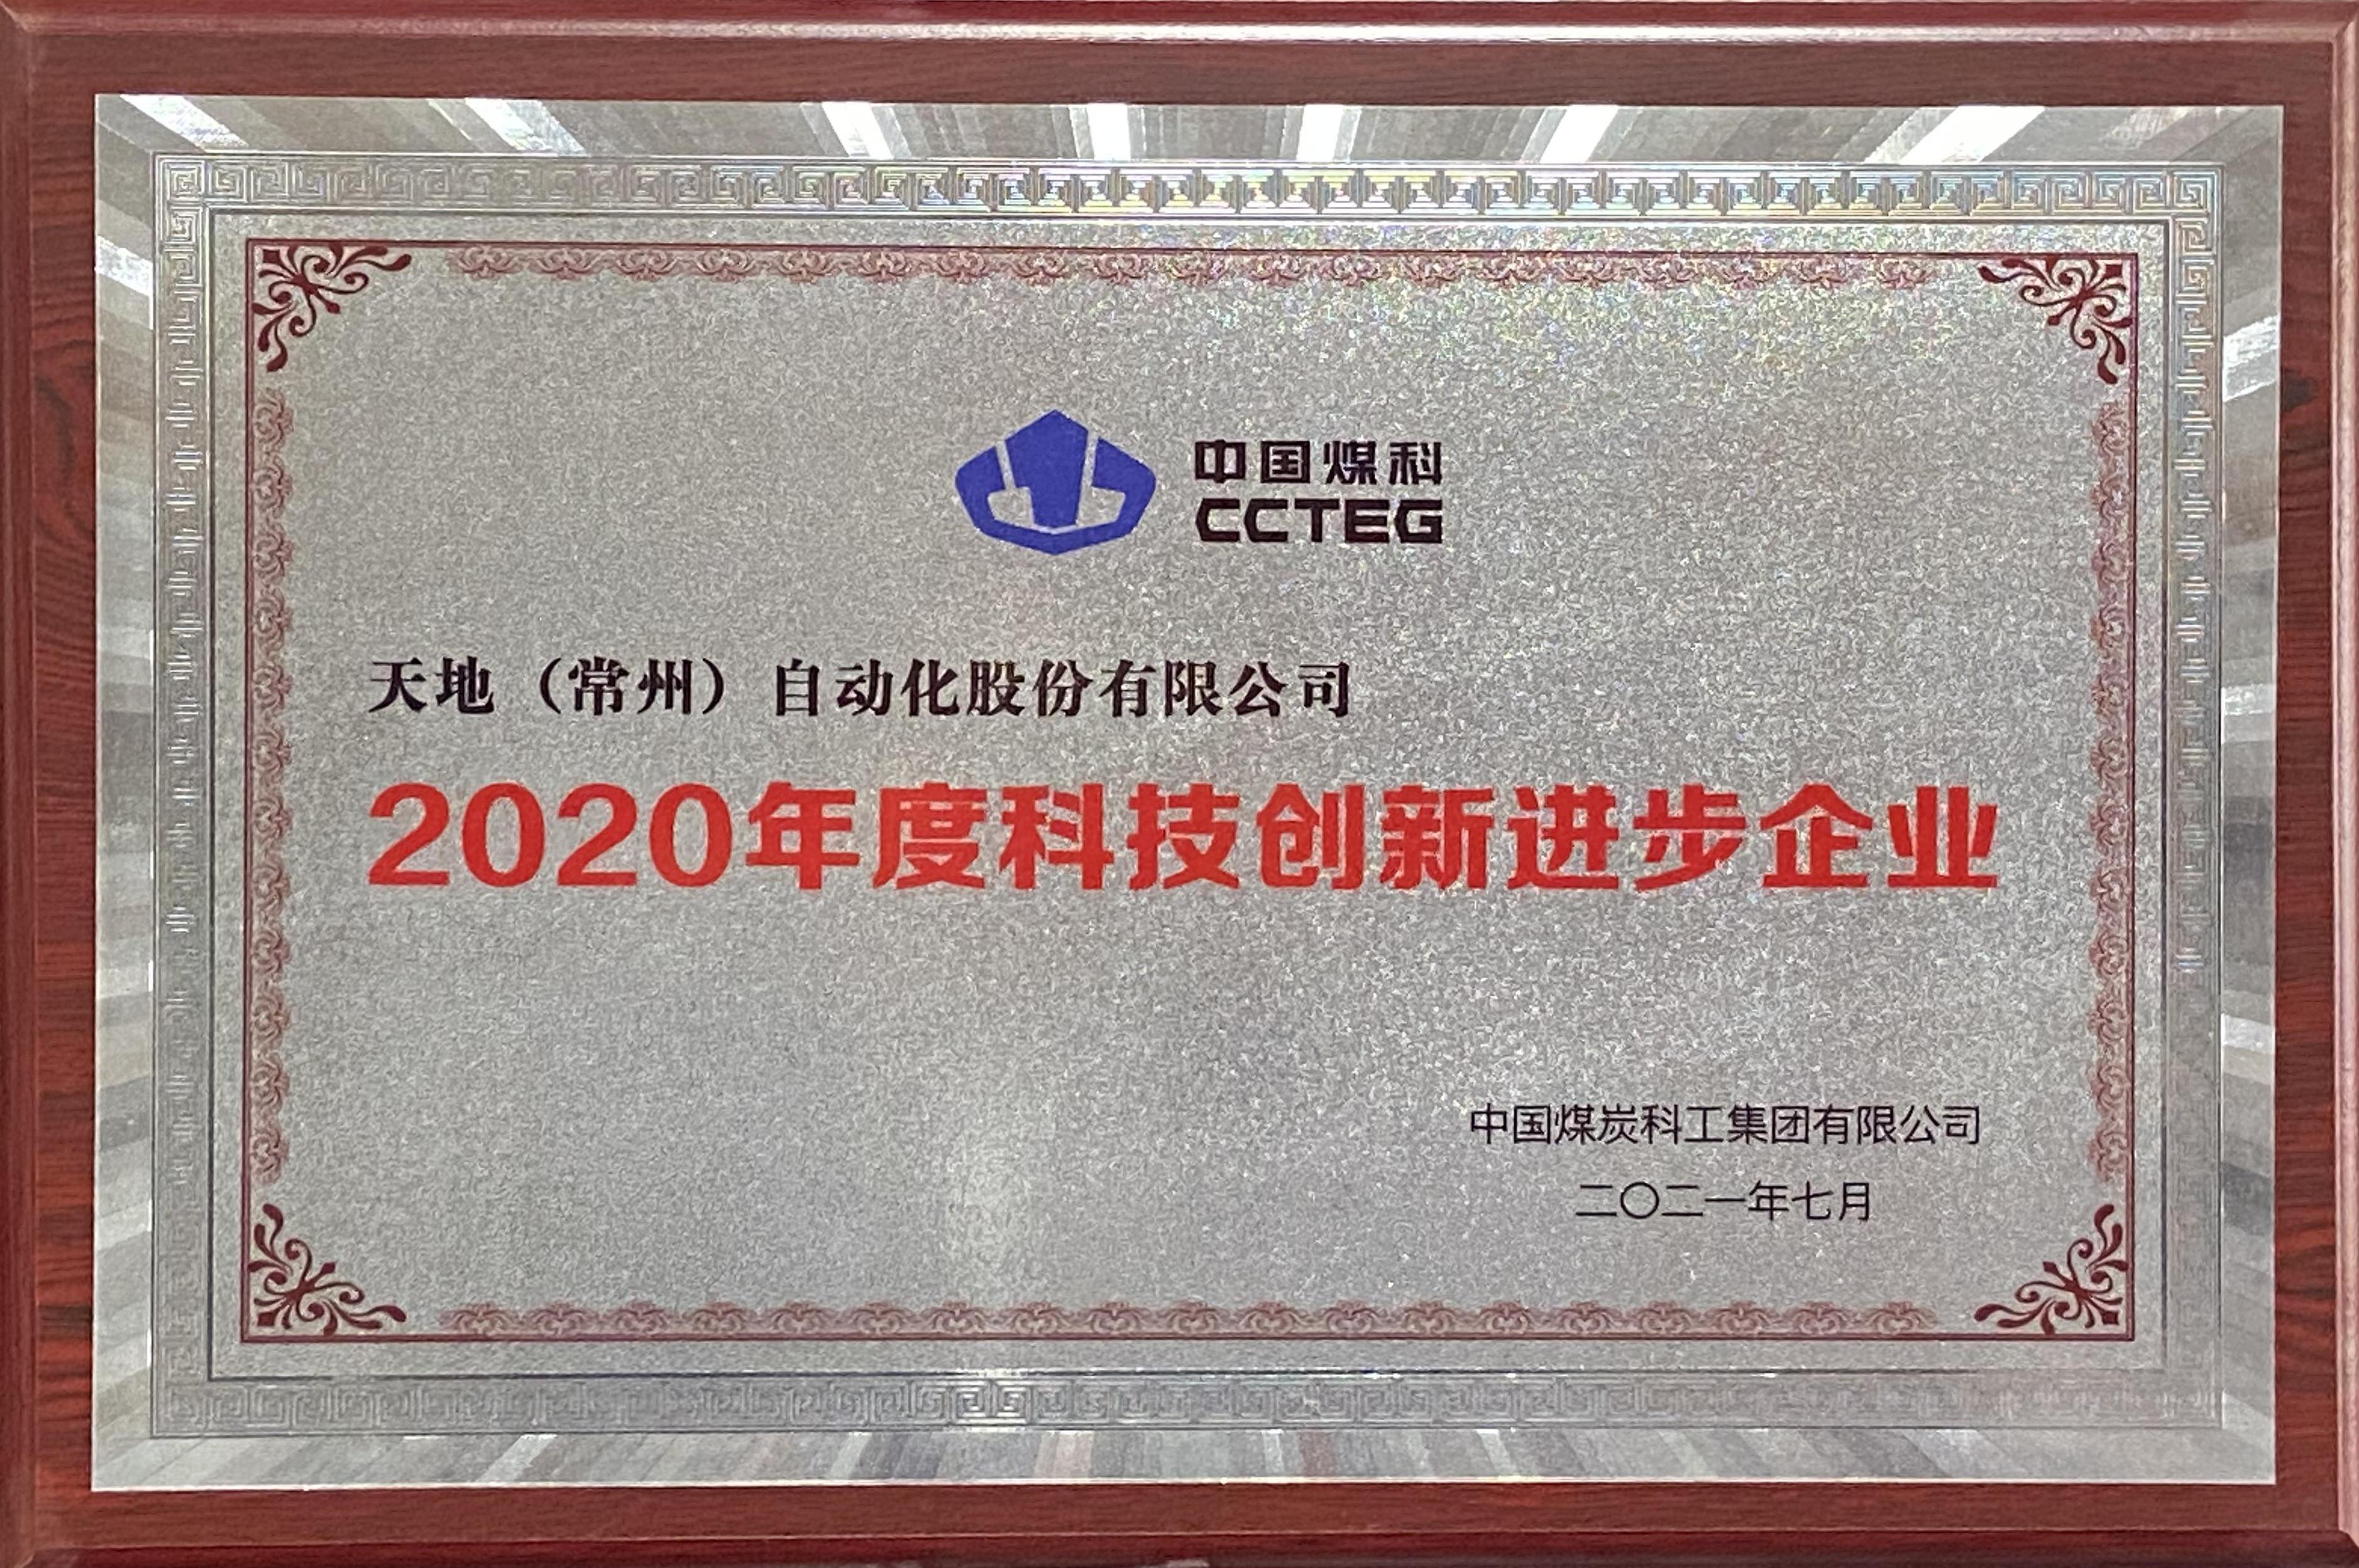 中国煤科
CCTEG
天地（常州）自动化股份有限公司
2020年度科技创新进步企业
中国煤炭科工集团有限公司
二〇二一年七月